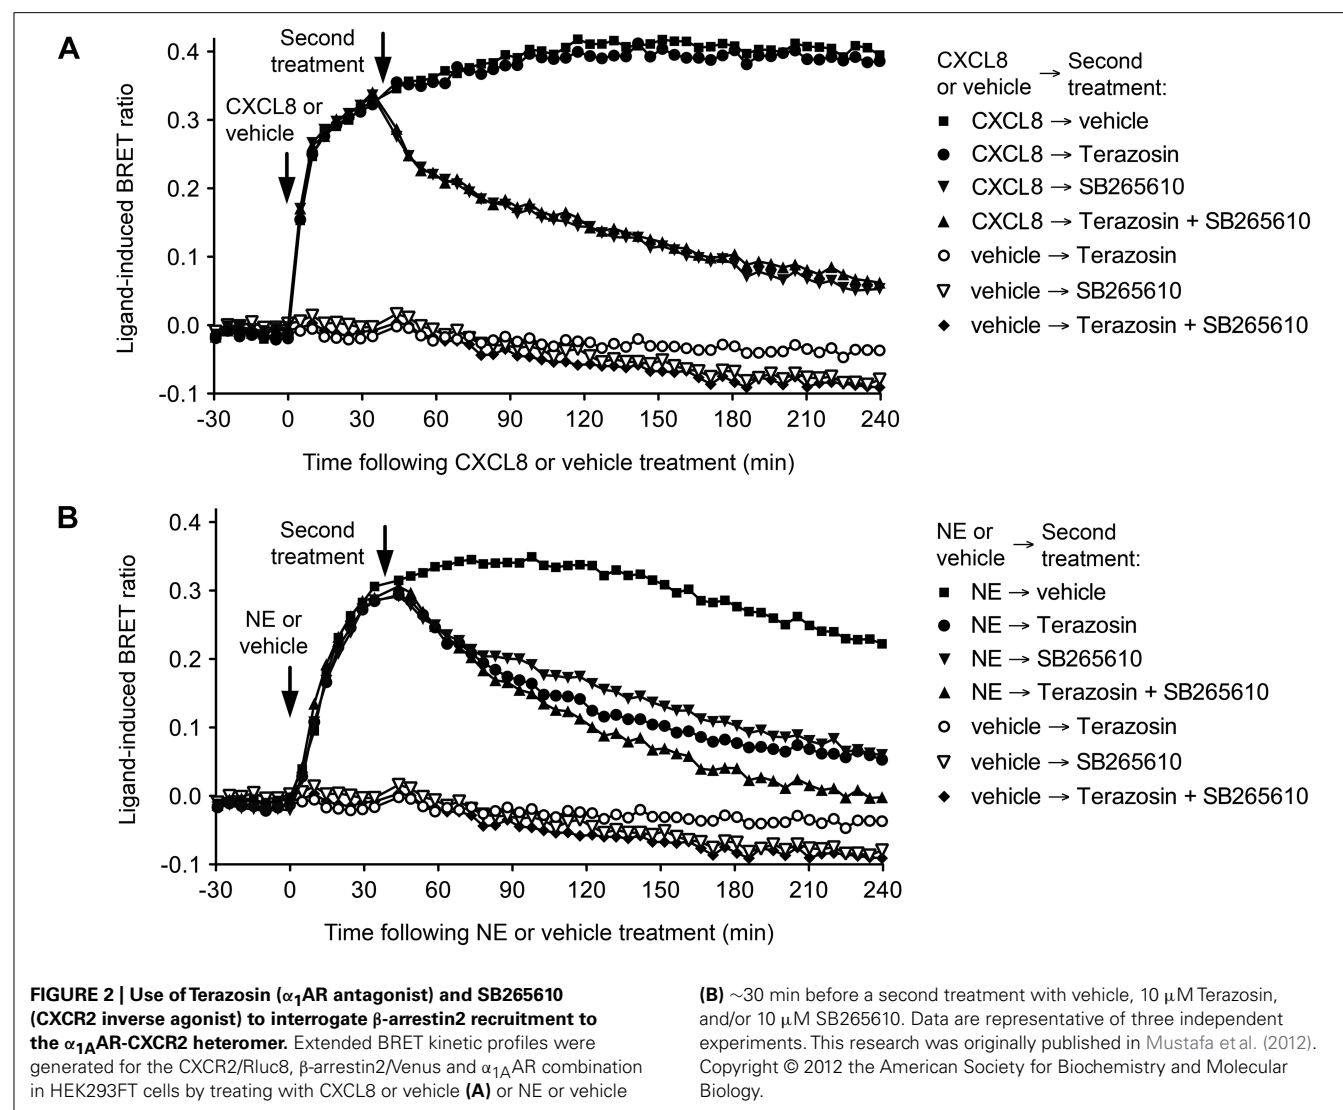 A
Second
treatment
CXCL8 or
vehicle
Ligand-induced BRET ratio
0.4
0.3
0.2
0.1
0.0
-0.1
-30 0 30 60 90 120 150 180 210 240
Time following CXCL8 or vehicle treatment (min)
CXCL8 or vehicle → Second treatment:
CXCL8 → vehicle
CXCL8 → Terazosin
CXCL8 → SB265610
CXCL8 → Terazosin + SB265610
vehicle → Terazosin
vehicle → SB265610
vehicle → Terazosin + SB265610
B
Second
treatment
NE or
vehicle
Ligand-induced BRET ratio
0.4
0.3
0.2
0.1
0.0
-0.1
-30 0 30 60 90 120 150 180 210 240
Time following NE or vehicle treatment (min)
NE or vehicle → Second treatment:
NE → vehicle
NE → Terazosin
NE → SB265610
NE → Terazosin + SB265610
vehicle → Terazosin
vehicle → SB265610
vehicle → Terazosin + SB265610
FIGURE 2 | Use of Terazosin (α1AR antagonist) and SB265610
(CXCR2 inverse agonist) to interrogate β-arrestin2 recruitment to
the α1AAR-CXCR2 heteromer. Extended BRET kinetic profiles were
generated for the CXCR2/Rluc8, β-arrestin2/Venus and α1AAR combination
in HEK293FT cells by treating with CXCL8 or vehicle (A) or NE or vehicle
(B) ∼30 min before a second treatment with vehicle, 10 μM Terazosin,
and/or 10 μM SB265610. Data are representative of three independent
experiments. This research was originally published in Mustafa et al. (2012).
Copyright © 2012 the American Society for Biochemistry and Molecular
Biology.